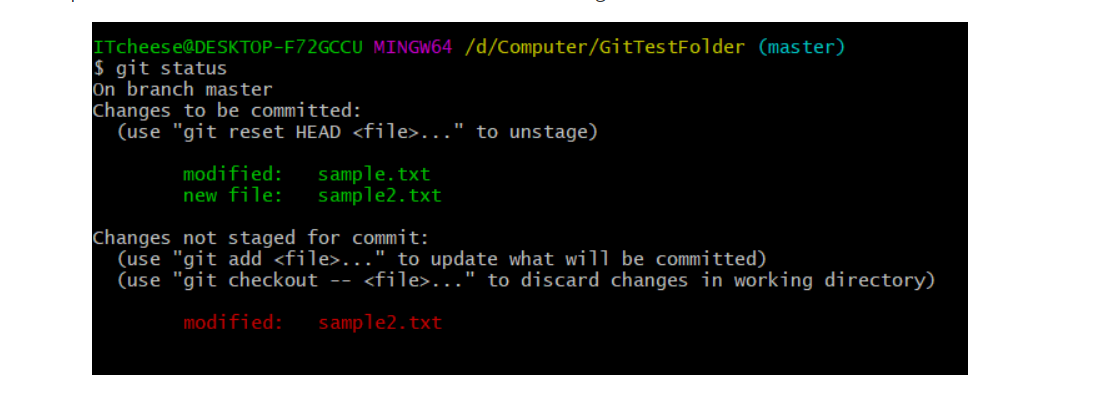 ITcheese@DESKTOP-F72GCCU MINGW64 /d/Computer/GitTestFolder (master)
$ git status
On branch master
Changes to be committed:
  (use "git reset HEAD <file>..." to unstage)
        modified:   sample.txt
        new file:   sample2.txt
Changes not staged for commit:
  (use "git add <file>..." to update what will be committed)
  (use "git checkout -- <file>..." to discard changes in working directory)
        modified:   sample2.txt